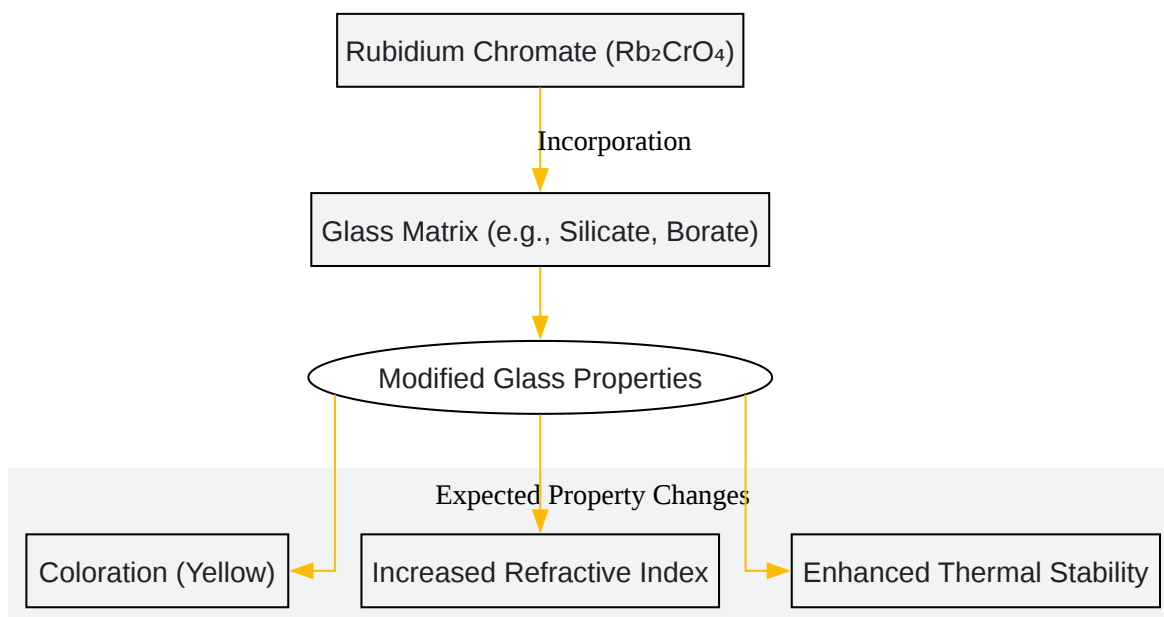 Rubidium Chromate (Rb₂CrO₄)
Incorporation
Glass Matrix (e.g., Silicate, Borate)
Modified Glass Properties
Expected Property Changes
Coloration (Yellow)
Increased Refractive Index
Enhanced Thermal Stability